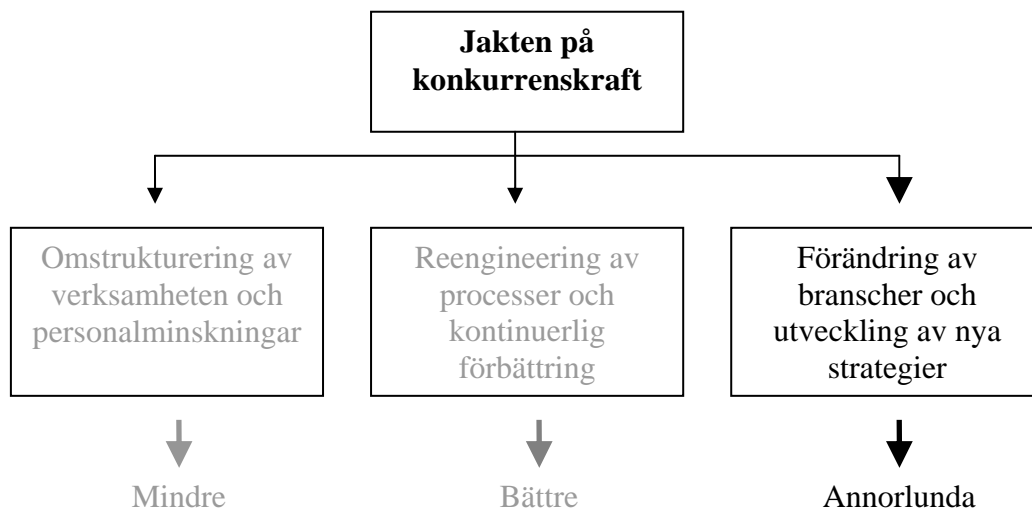 Jakten på
konkurrenskraft
Omstrukturering av
verksamheten och
personalminskningar
Reengineering av
processer och
kontinuerlig
förbättring
Förändring av
branscher och
utveckling av nya
strategier
Mindre
Bättre
Annorlunda